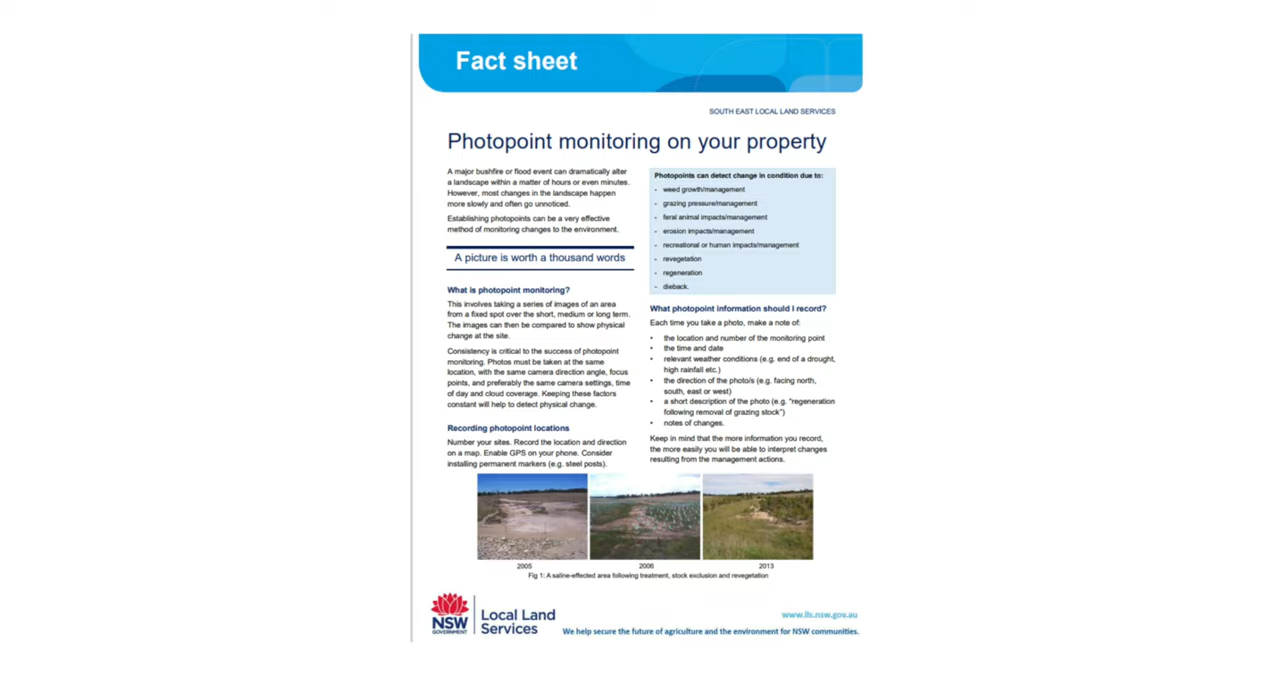 Fact sheet
SOUTH EAST LOCAL LAND SERVICES
Photopoint monitoring on your property
A major bushfire or flood event can dramatically alter
a landscape within a matter of hours or even minutes.
However, most changes in the landscape happen
more slowly and often go unnoticed.
Establishing photopoints can be a very effective
method of monitoring changes to the environment.
A picture is worth a thousand words
What is photopoint monitoring?
This involves taking a series of images of an area
from a fixed spot over the short, medium or long term.
The images can then be compared to show physical
change at the site.
Consistency is critical to the success of photopoint
monitoring. Photos must be taken at the same
location, with the same camera direction angle, focus
points, and preferably the same camera settings, time
of day and cloud coverage. Keeping these factors
constant will help to detect physical change.
Recording photopoint locations
Number your sites. Record the location and direction
on a map. Enable GPS on your phone. Consider
installing permanent markers (e.g. steel posts).
Photopoints can detect change in condition due to:
- weed growth/management
- grazing pressure/management
- feral animal impacts/management
- erosion impacts/management
- recreational or human impacts/management
- revegetation
- regeneration
- dieback.
What photopoint information should I record?
Each time you take a photo, make a note of:
• the location and number of the monitoring point
• the time and date
• relevant weather conditions (e.g. end of a drought,
high rainfall etc.)
• the direction of the photo/s (e.g. facing north,
south, east or west)
• a short description of the photo (e.g. "regeneration
following removal of grazing stock")
• notes of changes.
Keep in mind that the more information you record,
the more easily you will be able to interpret changes
resulting from the management actions.
2005 2006 2013
Fig 1: A saline-effected area following treatment, stock exclusion and revegetation
NSW
GOVERNMENT
Local Land
Services
www.lls.nsw.gov.au
We help secure the future of agriculture and the environment for NSW communities.